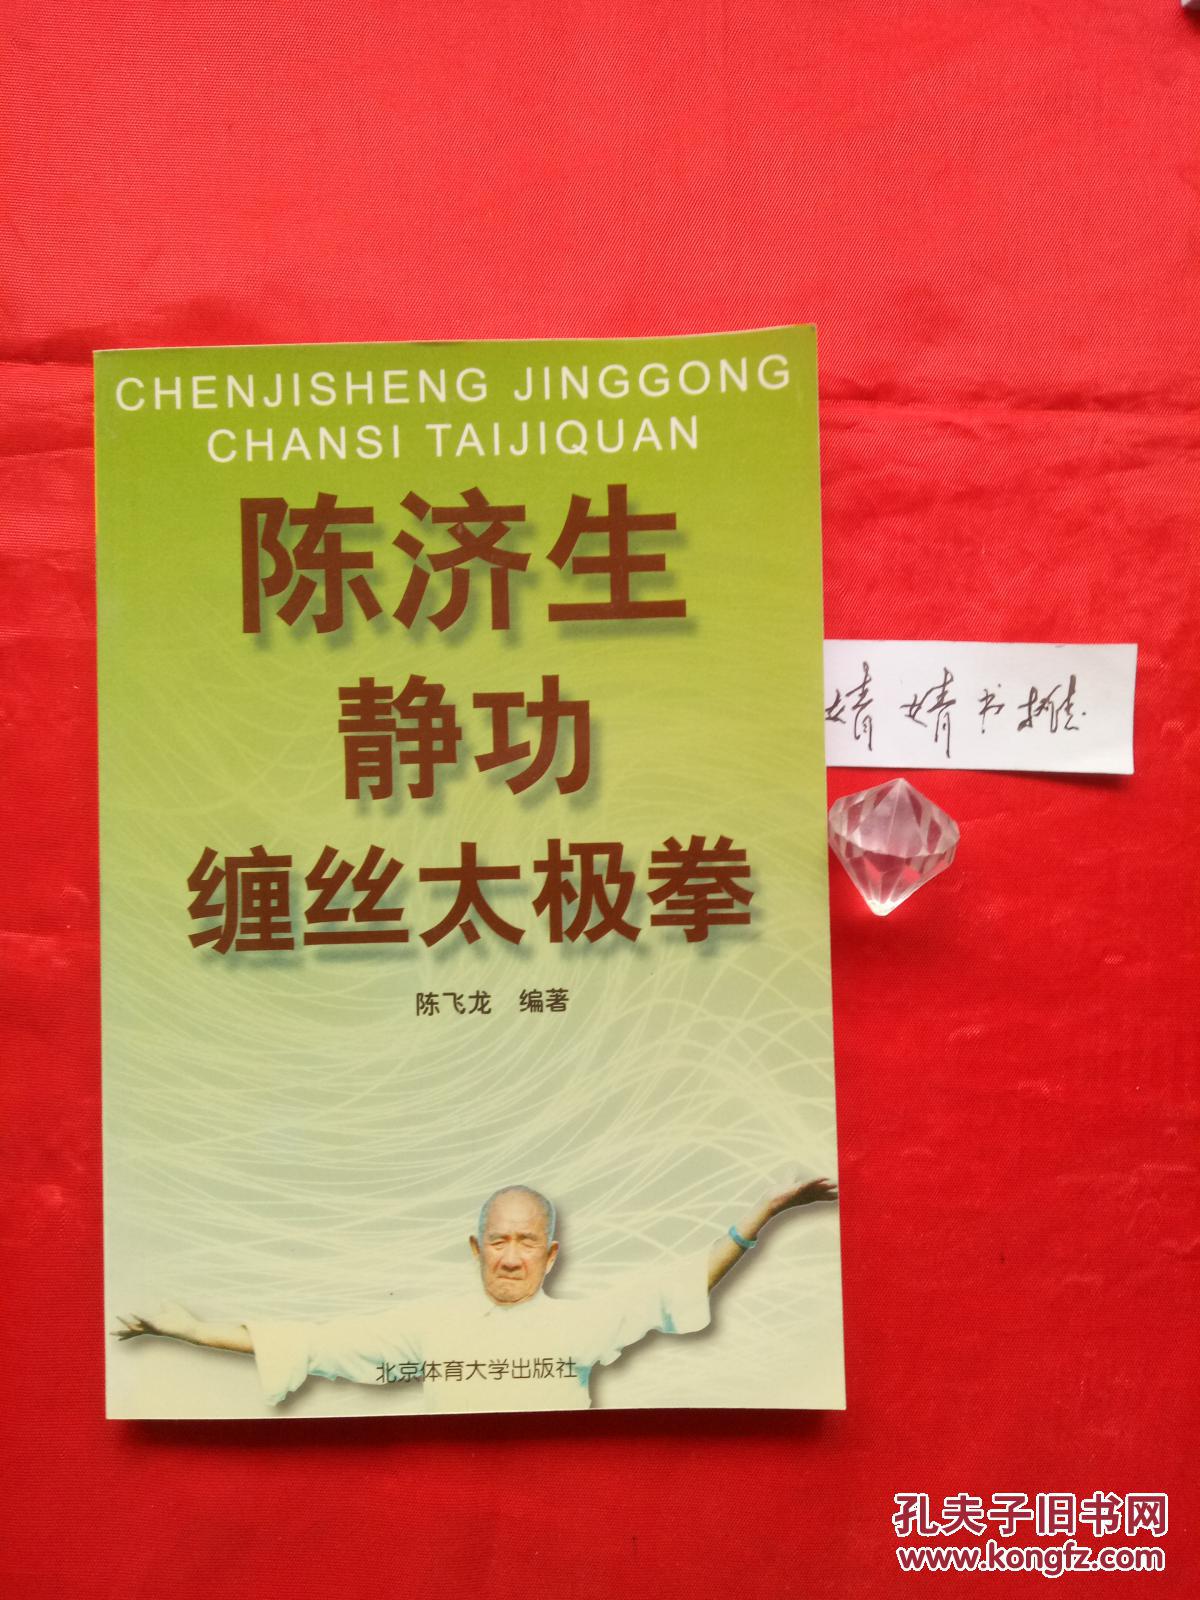 CHENJISHENG JINGGONG
CHANSI TAIJIQUAN
陈济生
静功
缠丝太极拳
陈飞龙 编著
北京体育大学出版社
婧婧书摊
孔夫子旧书网
www.kongfz.com